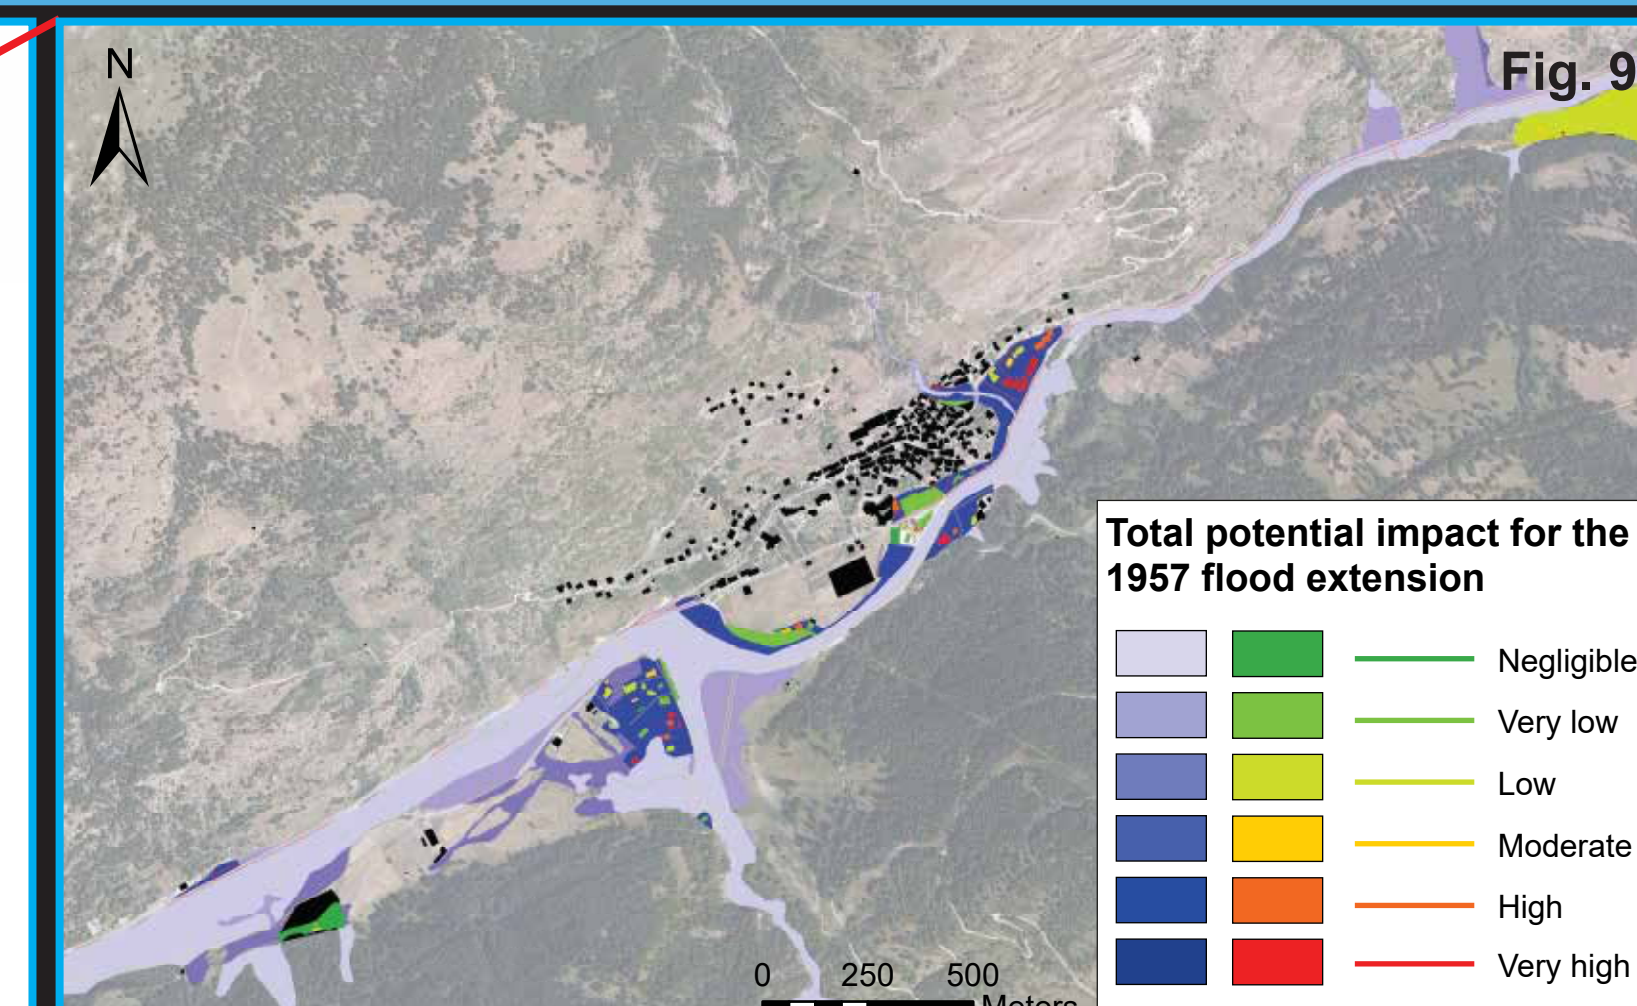 N
Fig. 9
Total potential impact for the
1957 flood extension
Negligible
Very low
Low
Moderate
High
Very high
0 250 500
Meters